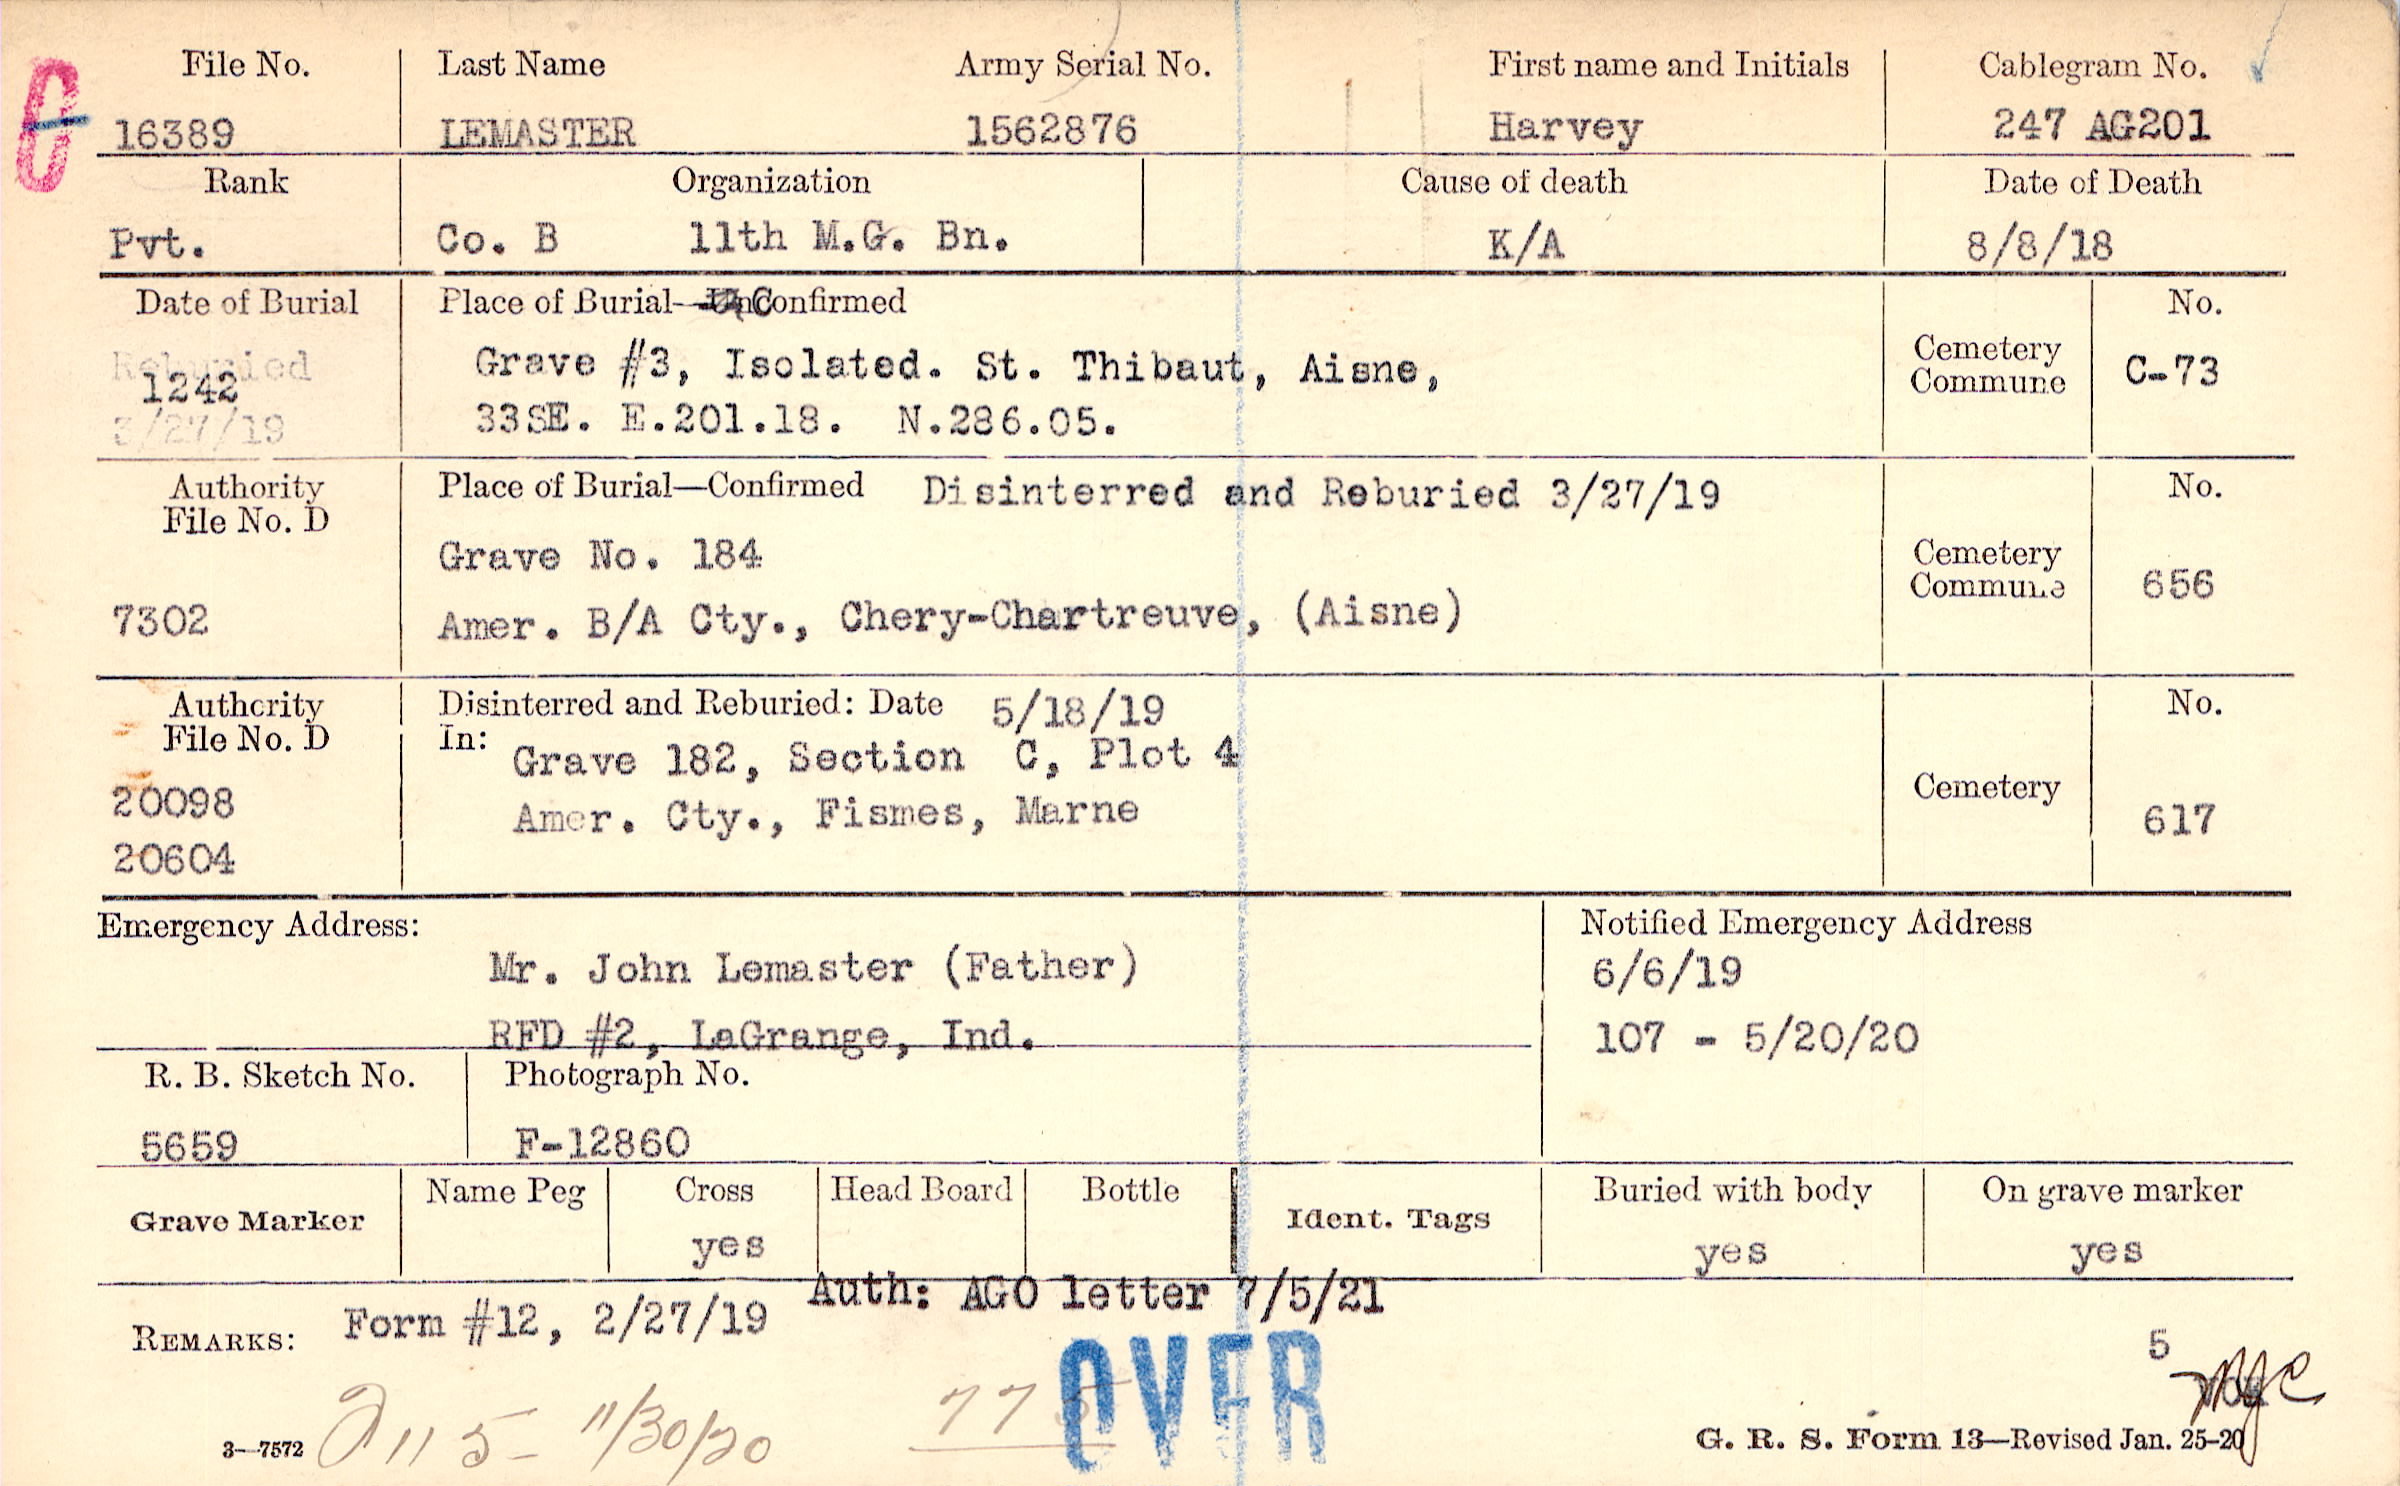 File No. Last Name Army Serial No. First name and Initials Cablegram No.
16389 LEMASTER 1562876 Harvey 247 AG201
Rank Organization Cause of death Date of Death
Pvt. Co. B 11th M.G. Bn. K/A 8/8/18
Date of Burial Place of Burial—Confirmed No.
Reburied
1242
3/27/19
Grave #3, Isolated. St. Thibaut, Aisne,
33SE. E.201.18. N.286.05.
Cemetery
Commune
C-73
Authority
File No. D
7302
Place of Burial—Confirmed Disinterred and Reburied 3/27/19
Grave No. 184
Amer. B/A Cty., Chery-Chartreuve, (Aisne)
Cemetery
Commune
No.
656
Authority
File No. D
20098
20604
Disinterred and Reburied: Date 5/18/19
In: Grave 182, Section C, Plot 4
Amer. Cty., Fismes, Marne
Cemetery
No.
617
Emergency Address:
Mr. John Lemaster (Father)
RFD #2, LaGrange, Ind.
Notified Emergency Address
6/6/19
107 - 5/20/20
R. B. Sketch No. Photograph No.
5659 F-12860
Grave Marker
Name Peg Cross Head Board Bottle
yes
Ident. Tags
Buried with body On grave marker
yes yes
Auth: AGO letter 7/5/21
REMARKS: Form #12, 2/27/19
OVER
5
11/30/20
775
3—7572
G. R. S. Form 13—Revised Jan. 25-20